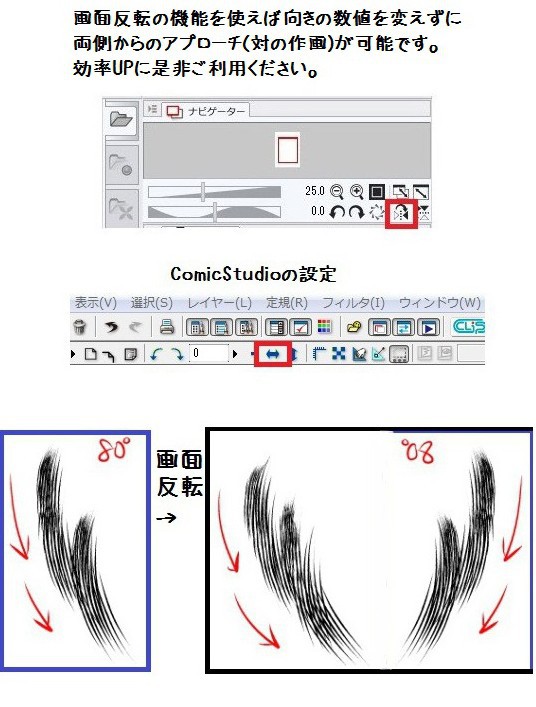 画面反転の機能を使えば向きの数値を変えずに
両側からのアプローチ(対の作画)が可能です。
効率UPに是非ご利用ください。
ナビゲーター
25.0
0.0
ComicStudioの設定
表示(V) 選択(S) レイヤー(L) 定規(R) フィルタ(I) ウィンドウ(W)
CLIP
0
80°
画面
反転
→
80°